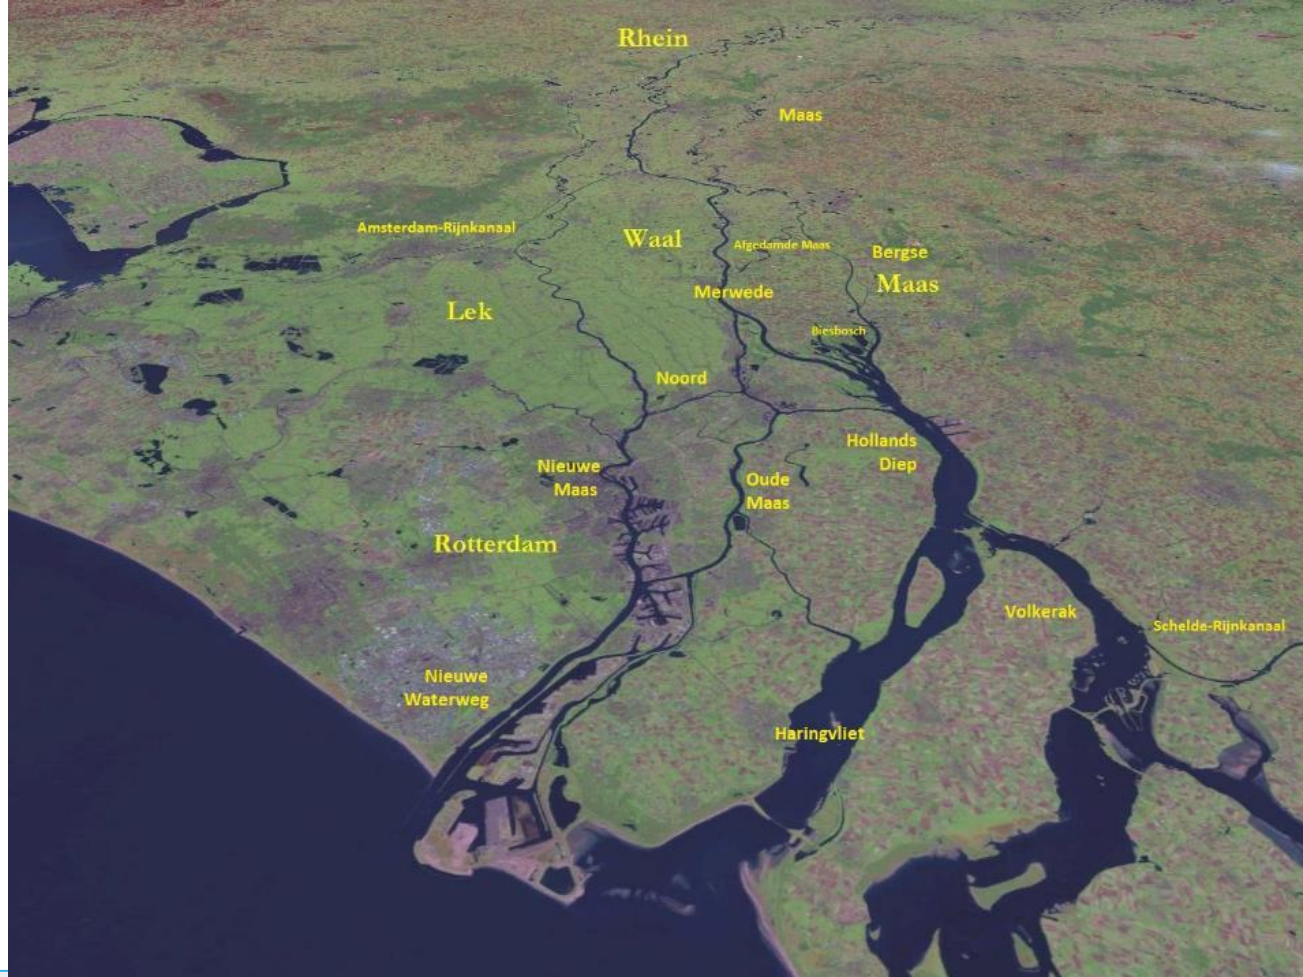 Rhein
Maas
Amsterdam-Rijnkanaal
Waal
Afgedamde Maas
Bergse
Maas
Merwede
Lek
Biesbosch
Noord
Hollands
Diep
Nieuwe
Maas
Oude
Maas
Rotterdam
Volkerak
Schelde-Rijnkanaal
Nieuwe
Waterweg
Haringvliet